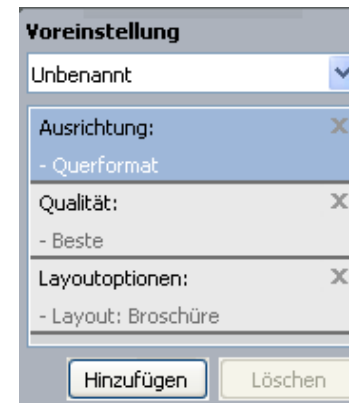 Voreinstellung
Unbenannt
Ausrichtung:
- Querformat
Qualität:
- Beste
Layoutoptionen:
- Layout: Broschüre
Hinzufügen Löschen